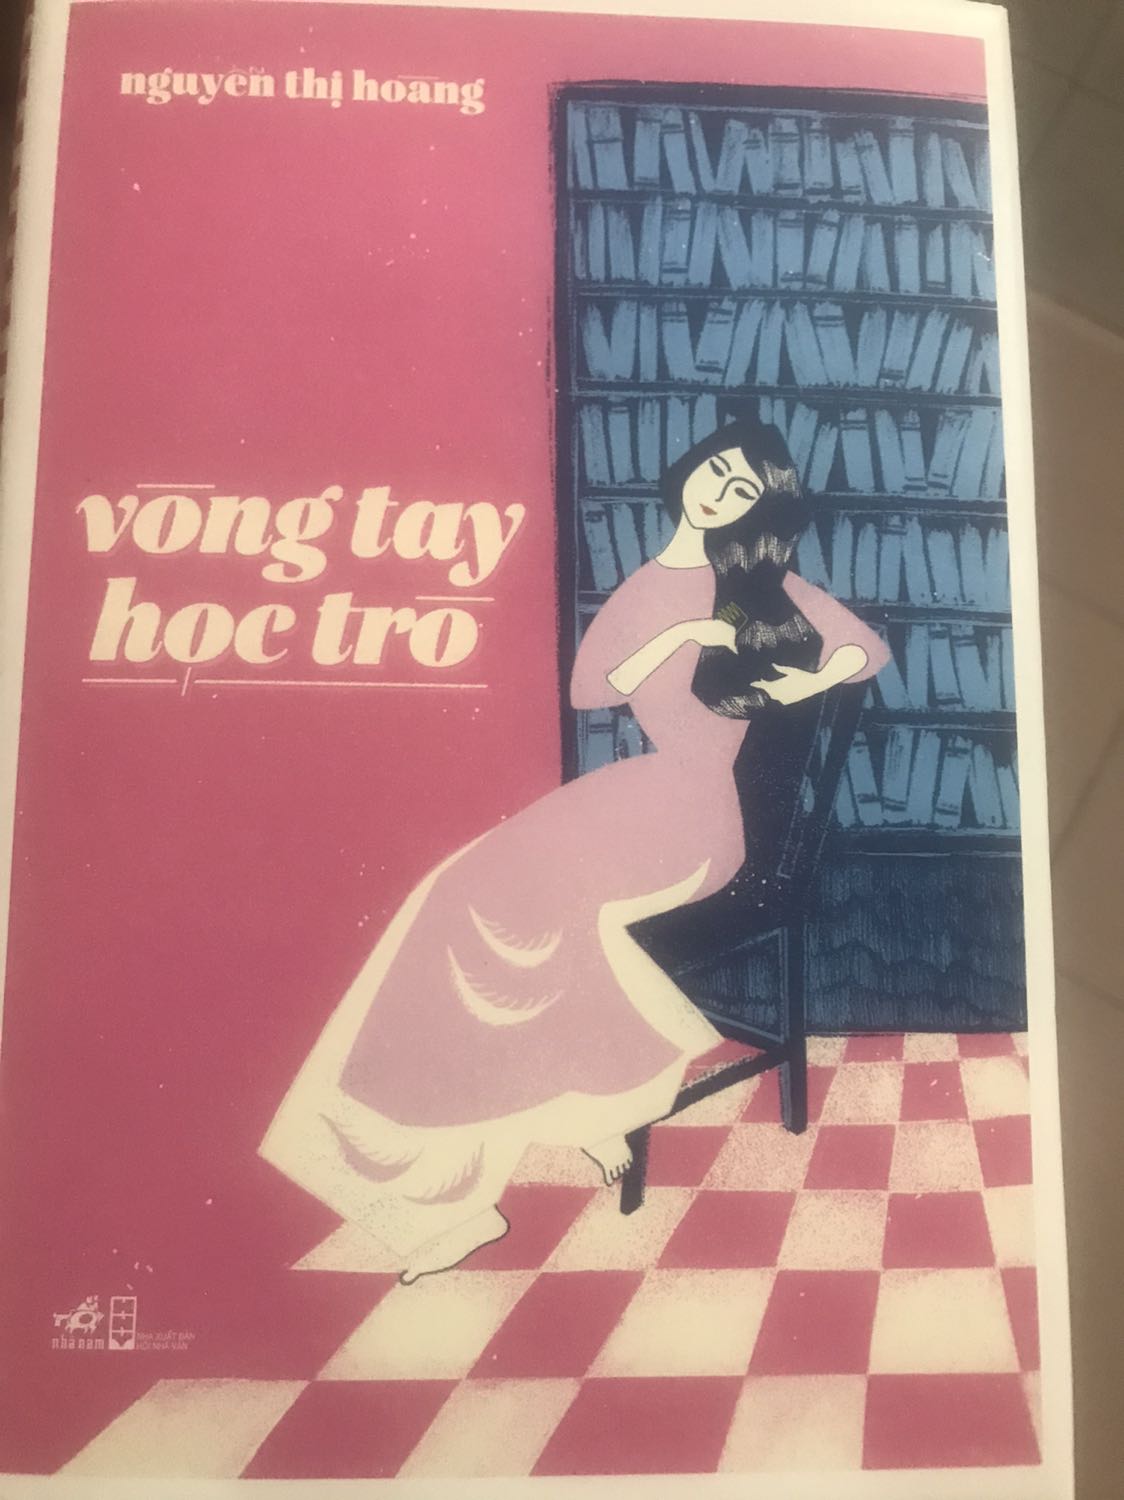 nguyễn thị hoàng
vòng tay
học trò
nhã nam
NHÀ XUẤT BẢN
HỘI NHÀ VĂN